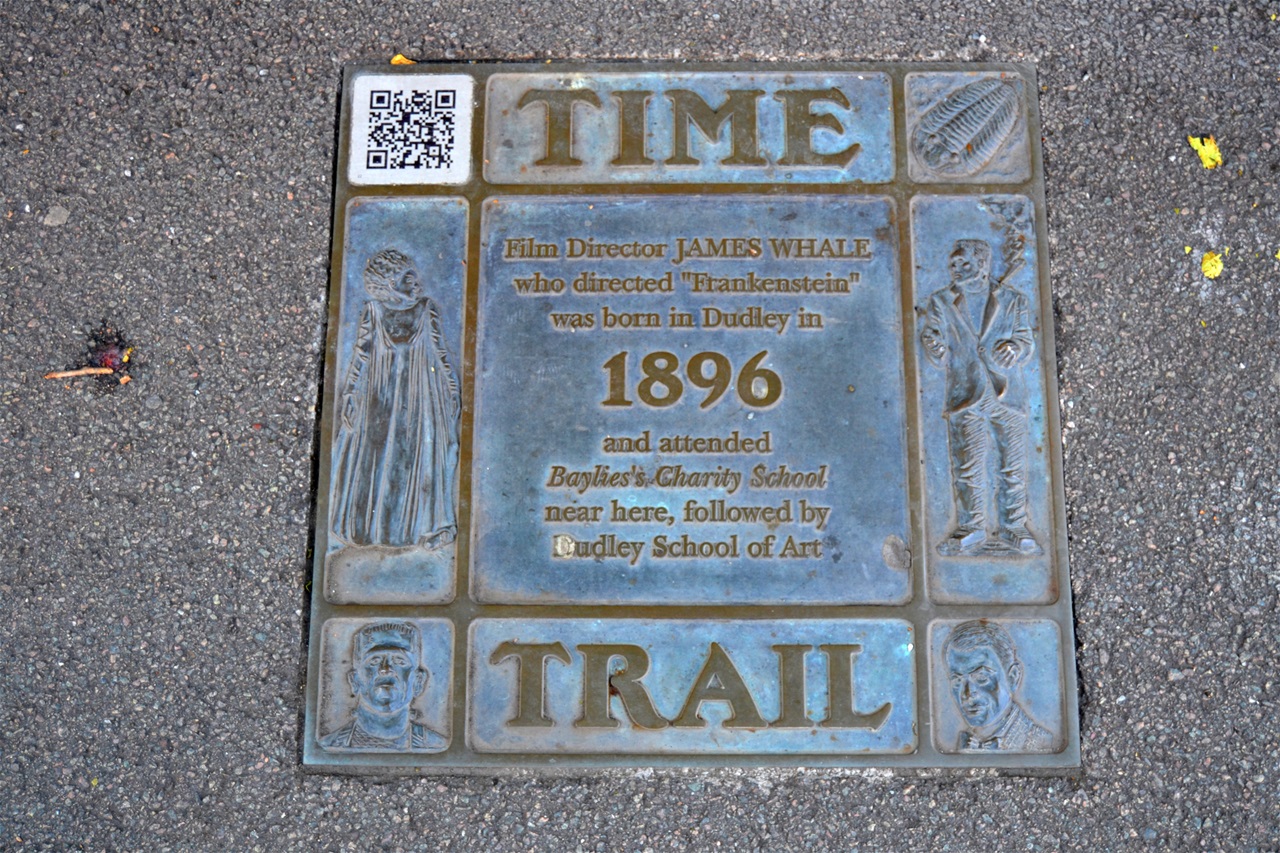 TIME
Film Director JAMES WHALE
who directed "Frankenstein"
was born in Dudley in
1896
and attended
Baylies's Charity School
near here, followed by
Dudley School of Art
TRAIL